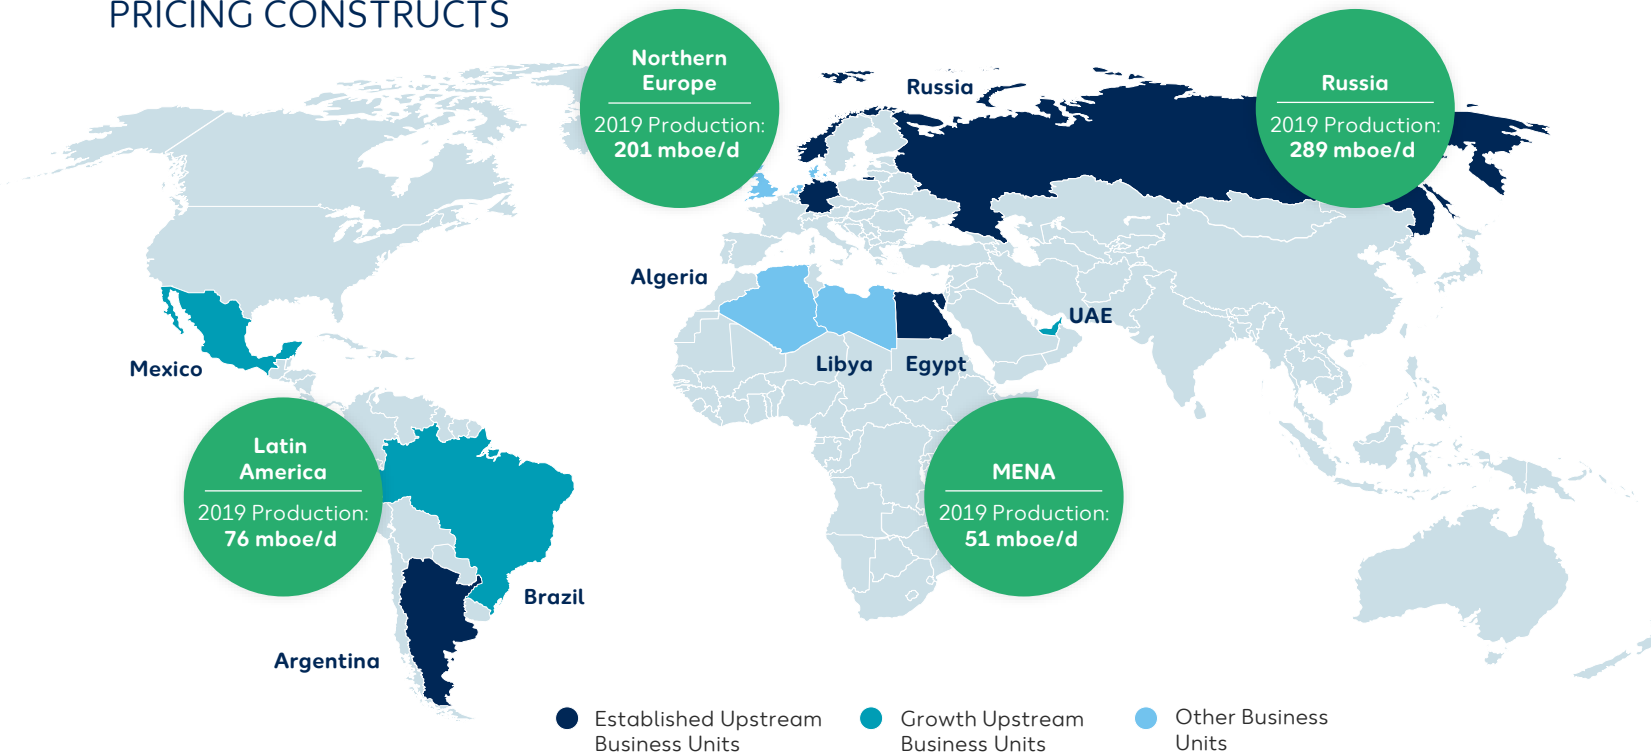 PRICING CONSTRUCTS
Northern
Europe
2019 Production:
201 mboe/d
Russia
Russia
2019 Production:
289 mboe/d
Algeria
UAE
Libya
Egypt
Mexico
Latin
America
2019 Production:
76 mboe/d
MENA
2019 Production:
51 mboe/d
Brazil
Argentina
Established Upstream
Business Units
Growth Upstream
Business Units
Other Business
Units